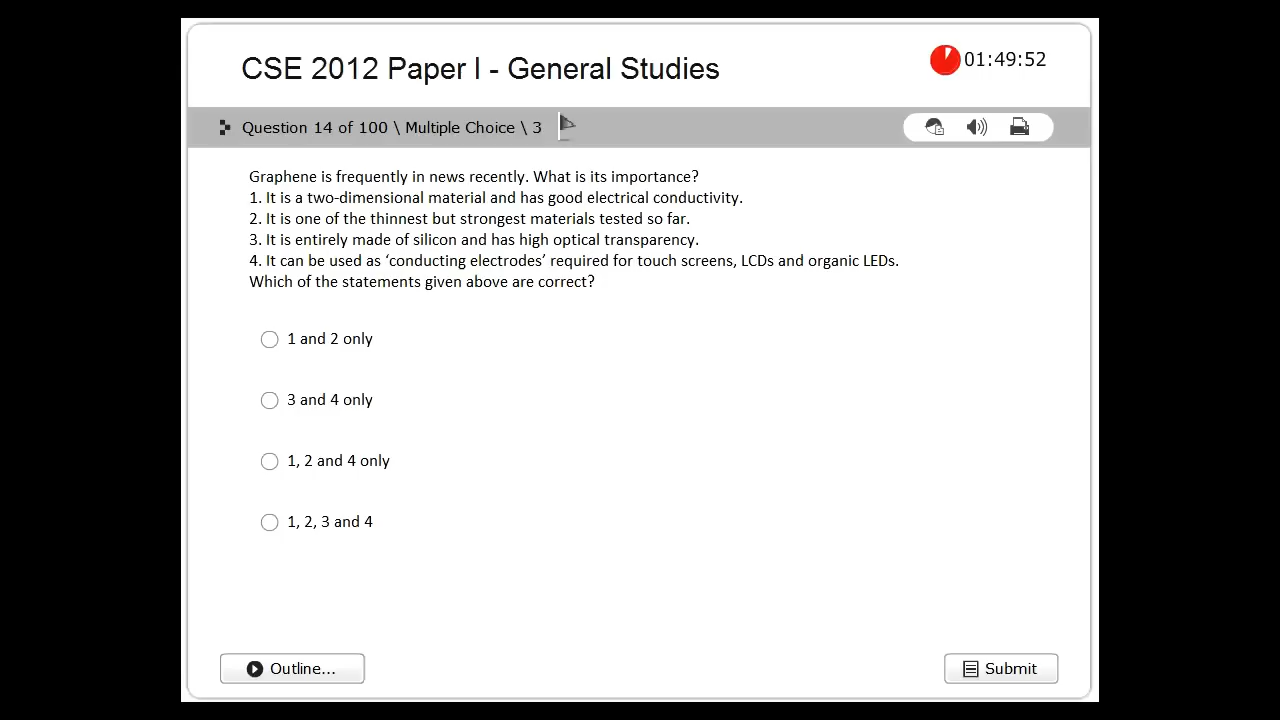 CSE 2012 Paper I - General Studies
01:49:52
Question 14 of 100 \ Multiple Choice \ 3
Graphene is frequently in news recently. What is its importance?
1. It is a two-dimensional material and has good electrical conductivity.
2. It is one of the thinnest but strongest materials tested so far.
3. It is entirely made of silicon and has high optical transparency.
4. It can be used as ‘conducting electrodes’ required for touch screens, LCDs and organic LEDs.
Which of the statements given above are correct?
1 and 2 only
3 and 4 only
1, 2 and 4 only
1, 2, 3 and 4
Outline...
Submit